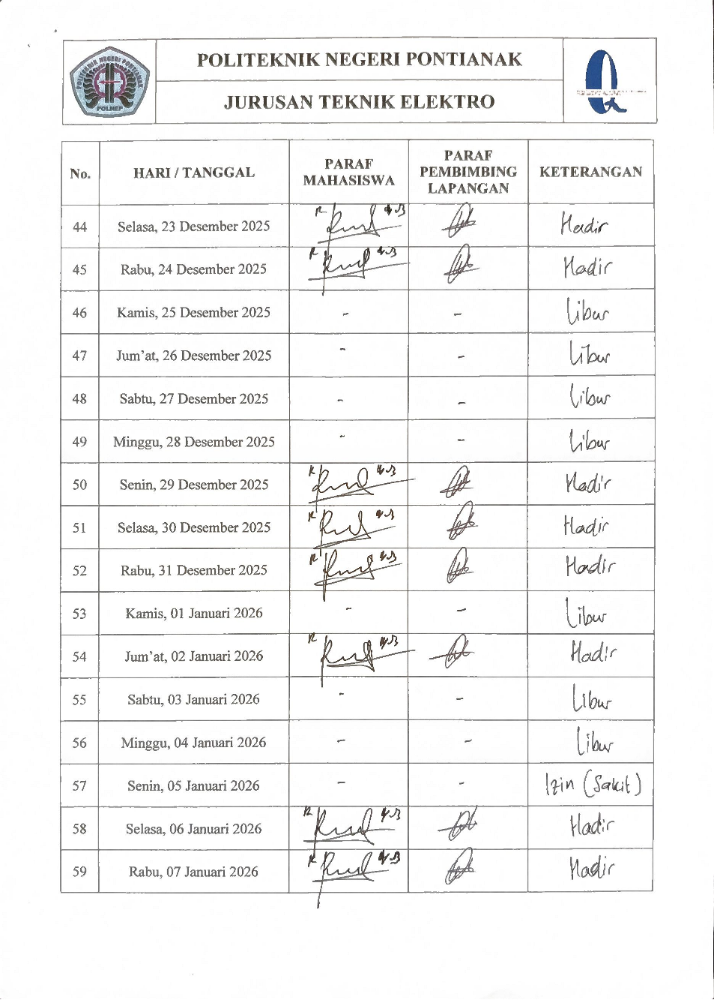 POLITEKNIK NEGERI PONTIANAK
POLNEP
POLITEKNIK NEGERI PONTIANAK
JURUSAN TEKNIK ELEKTRO
No. HARI / TANGGAL PARAF MAHASISWA PARAF PEMBIMBING LAPANGAN KETERANGAN
44 Selasa, 23 Desember 2025 Hadir
45 Rabu, 24 Desember 2025 Hadir
46 Kamis, 25 Desember 2025 - - Libur
47 Jum'at, 26 Desember 2025 - - Libur
48 Sabtu, 27 Desember 2025 - - Libur
49 Minggu, 28 Desember 2025 - - Libur
50 Senin, 29 Desember 2025 Hadir
51 Selasa, 30 Desember 2025 Hadir
52 Rabu, 31 Desember 2025 Hadir
53 Kamis, 01 Januari 2026 - - Libur
54 Jum'at, 02 Januari 2026 Hadir
55 Sabtu, 03 Januari 2026 - - Libur
56 Minggu, 04 Januari 2026 - - Libur
57 Senin, 05 Januari 2026 - - Izin (Sakit)
58 Selasa, 06 Januari 2026 Hadir
59 Rabu, 07 Januari 2026 Hadir